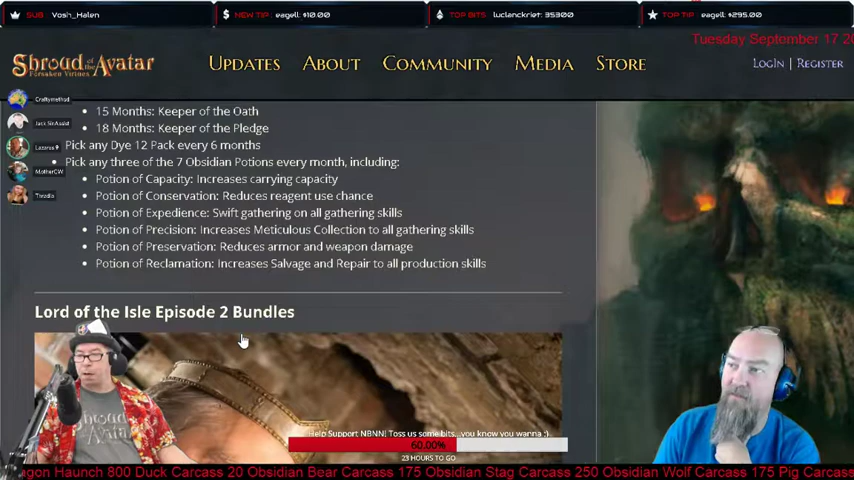 SUB Vosh_Halen
$ NEW TIP : eagell: $10.00
TOP BITS luclanckriet: 35300
TOP TIP : eagell: $295.00
Tuesday September 17 20
Shroud of the Avatar
Forsaken Virtues
UPDATES
ABOUT
COMMUNITY
MEDIA
STORE
LOGIN | REGISTER
Craftymethod
Lazarus
MotherCW
Thredia
• 15 Months: Keeper of the Oath
• 18 Months: Keeper of the Pledge
Pick any Dye 12 Pack every 6 months
• Pick any three of the 7 Obsidian Potions every month, including:
• Potion of Capacity: Increases carrying capacity
• Potion of Conservation: Reduces reagent use chance
• Potion of Expedience: Swift gathering on all gathering skills
• Potion of Precision: Increases Meticulous Collection to all gathering skills
• Potion of Preservation: Reduces armor and weapon damage
• Potion of Reclamation: Increases Salvage and Repair to all production skills
Lord of the Isle Episode 2 Bundles
Shroud
Avatar
Help Support NBNN! Toss us some bits...you know you wanna :)
60.00%
23 HOURS TO GO
agon Haunch 800 Duck Carcass 20 Obsidian Bear Carcass 175 Obsidian Stag Carcass 250 Obsidian Wolf Carcass 175 Pig Carcass